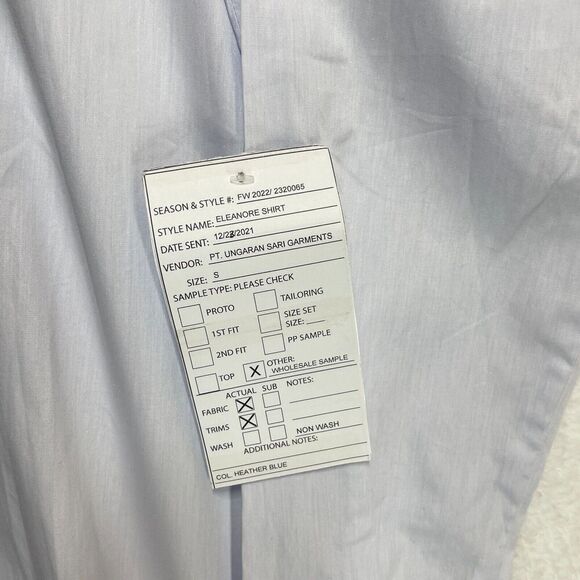 SEASON & STYLE #: FW 2022/ 2320065
STYLE NAME: ELEANORE SHIRT
DATE SENT: 12/23/2021
VENDOR: PT. UNGARAN SARI GARMENTS
SIZE: S
SAMPLE TYPE: PLEASE CHECK
PROTO TAILORING
1ST FIT SIZE SET
SIZE: ___
2ND FIT PP SAMPLE
TOP X OTHER:
WHOLESALE SAMPLE
ACTUAL SUB NOTES:
FABRIC X
TRIMS X
WASH NON WASH
ADDITIONAL NOTES:
COL. HEATHER BLUE